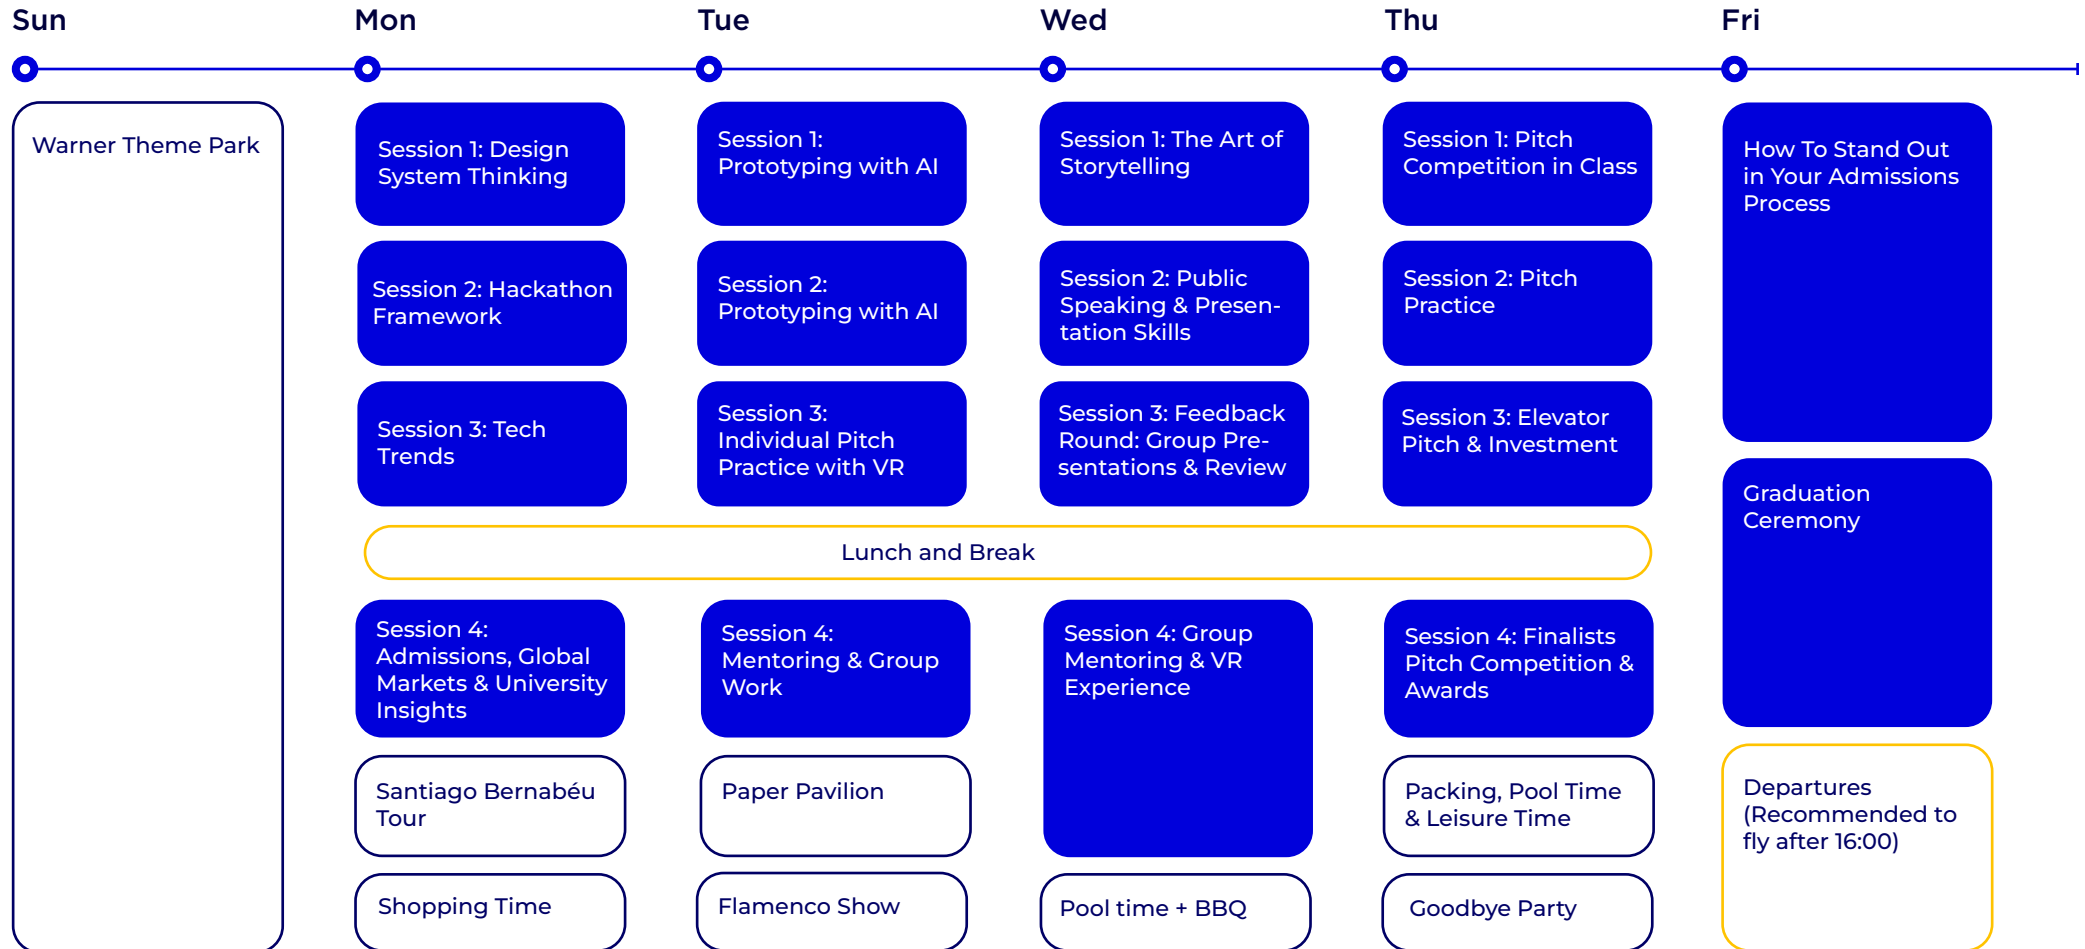 Sun
Mon
Tue
Wed
Thu
Fri
Warner Theme Park
Session 1: Design
System Thinking
Session 2: Hackathon
Framework
Session 3: Tech
Trends
Session 1:
Prototyping with AI
Session 2:
Prototyping with AI
Session 3:
Individual Pitch
Practice with VR
Session 1: The Art of
Storytelling
Session 2: Public
Speaking & Presen-
tation Skills
Session 3: Feedback
Round: Group Pre-
sentations & Review
Session 1: Pitch
Competition in Class
Session 2: Pitch
Practice
Session 3: Elevator
Pitch & Investment
Lunch and Break
Session 4:
Admissions, Global
Markets & University
Insights
Santiago Bernabéu
Tour
Shopping Time
Session 4:
Mentoring & Group
Work
Paper Pavilion
Flamenco Show
Session 4: Group
Mentoring & VR
Experience
Pool time + BBQ
Session 4: Finalists
Pitch Competition &
Awards
Packing, Pool Time
& Leisure Time
Goodbye Party
How To Stand Out
in Your Admissions
Process
Graduation
Ceremony
Departures
(Recommended to
fly after 16:00)